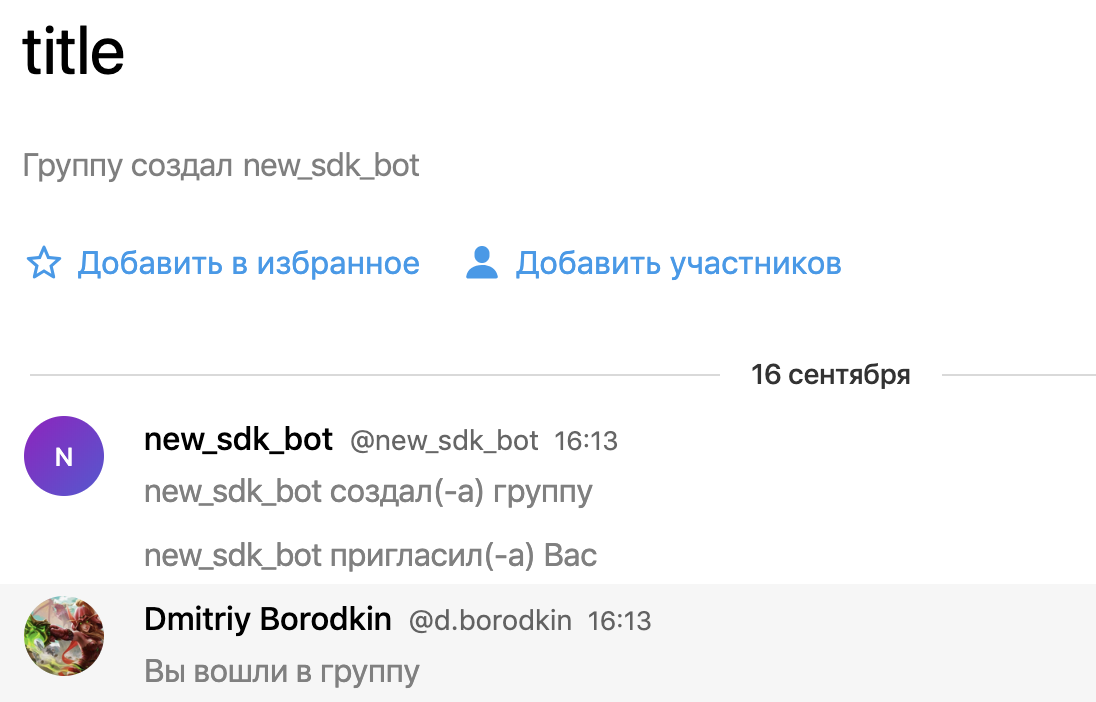 title
Группу создал new_sdk_bot
Добавить в избранное Добавить участников
16 сентября
N
new_sdk_bot @new_sdk_bot 16:13
new_sdk_bot создал(-а) группу
new_sdk_bot пригласил(-а) Вас
Dmitriy Borodkin @d.borodkin 16:13
Вы вошли в группу